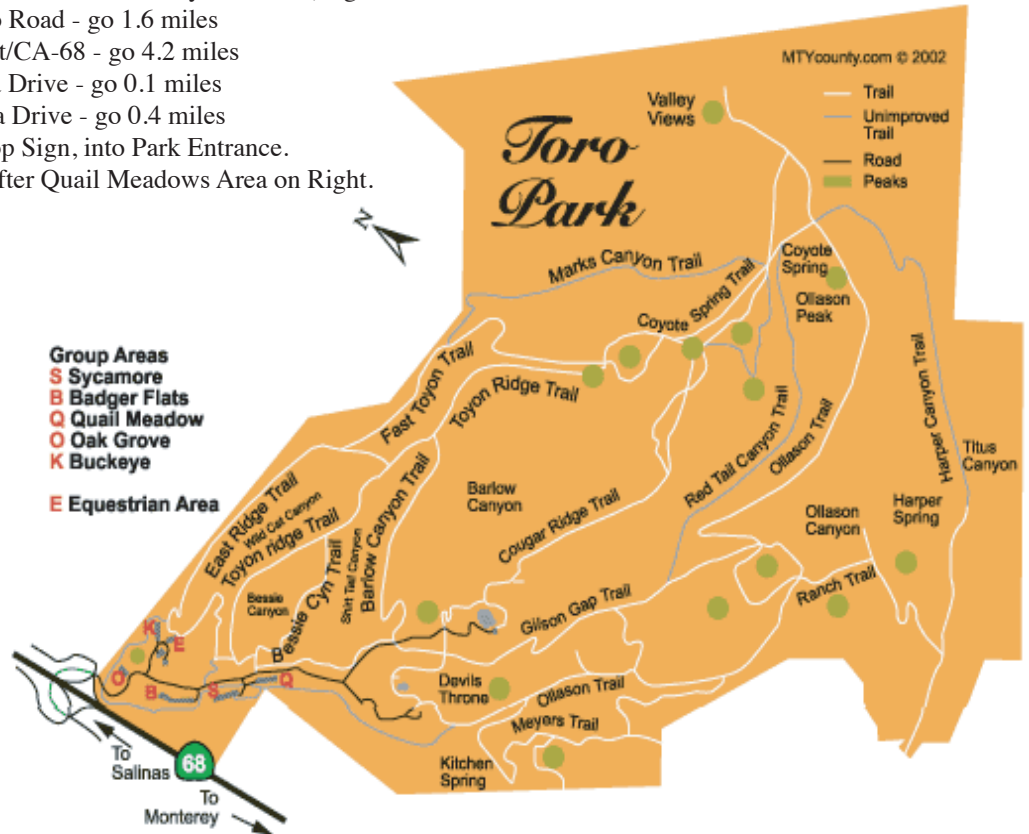 o Road - go 1.6 miles
t/CA-68 - go 4.2 miles
Drive - go 0.1 miles
a Drive - go 0.4 miles
op Sign, into Park Entrance.
fter Quail Meadows Area on Right.
MTYcounty.com © 2002
Trail
Unimproved
Trail
Road
Peaks
Valley
Views
Toro
Park
N
Marks Canyon Trail
Coyote
Spring
Coyote Spring Trail
Ollason
Peak
Group Areas
S Sycamore
B Badger Flats
Q Quail Meadow
O Oak Grove
K Buckeye
E Equestrian Area
Fast Toyon Trail
Toyon Ridge Trail
Harper Canyon Trail
Titus
Canyon
Red Tail Canyon Trail
Ollason Trail
East Ridge Trail
Wild Cat Canyon
Toyon ridge Trail
Barlow
Canyon
Cougar Ridge Trail
Harper
Spring
Ollason
Canyon
Bessie
Canyon
Bessie Cyn Trail
Shirt Tail Canyon
Barlow Canyon Trail
Gilson Gap Trail
Ranch Trail
K
E
O
B
S
Q
Devils
Throne
Ollason Trail
Meyers Trail
Kitchen
Spring
To
Salinas
68
To
Monterey